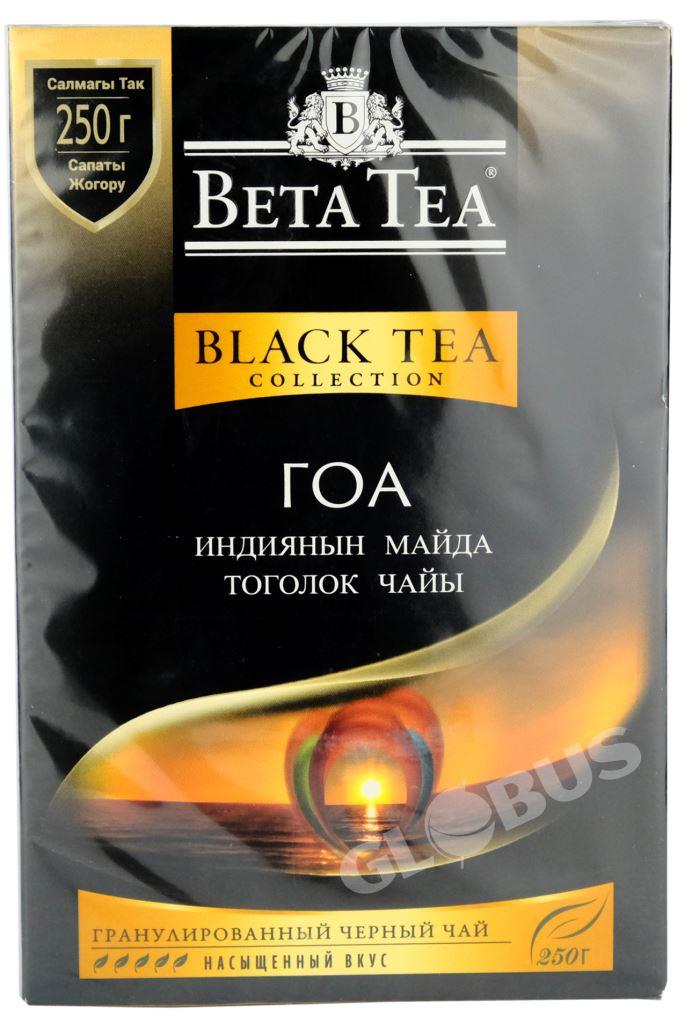 Салмагы Так
250 г
Сапаты
Жогору
B
BETA TEA®
BLACK TEA
COLLECTION
ГОА
ИНДИЯНЫН МАЙДА
ТОГОЛОК ЧАЙЫ
GLOBUS
ГРАНУЛИРОВАННЫЙ ЧЕРНЫЙ ЧАЙ
НАСЫЩЕННЫЙ ВКУС
250Г